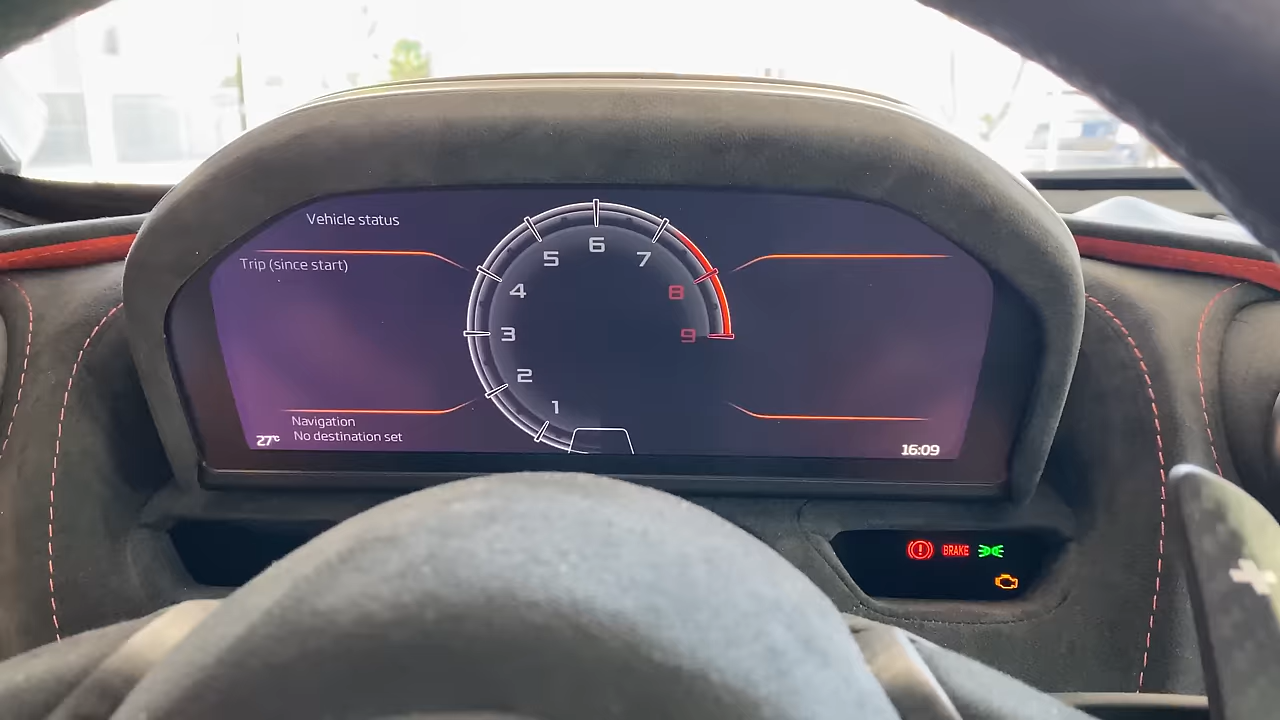 Vehicle status
Trip (since start)
1
2
3
4
5
6
7
8
9
Navigation
No destination set
27°C
16:09
BRAKE